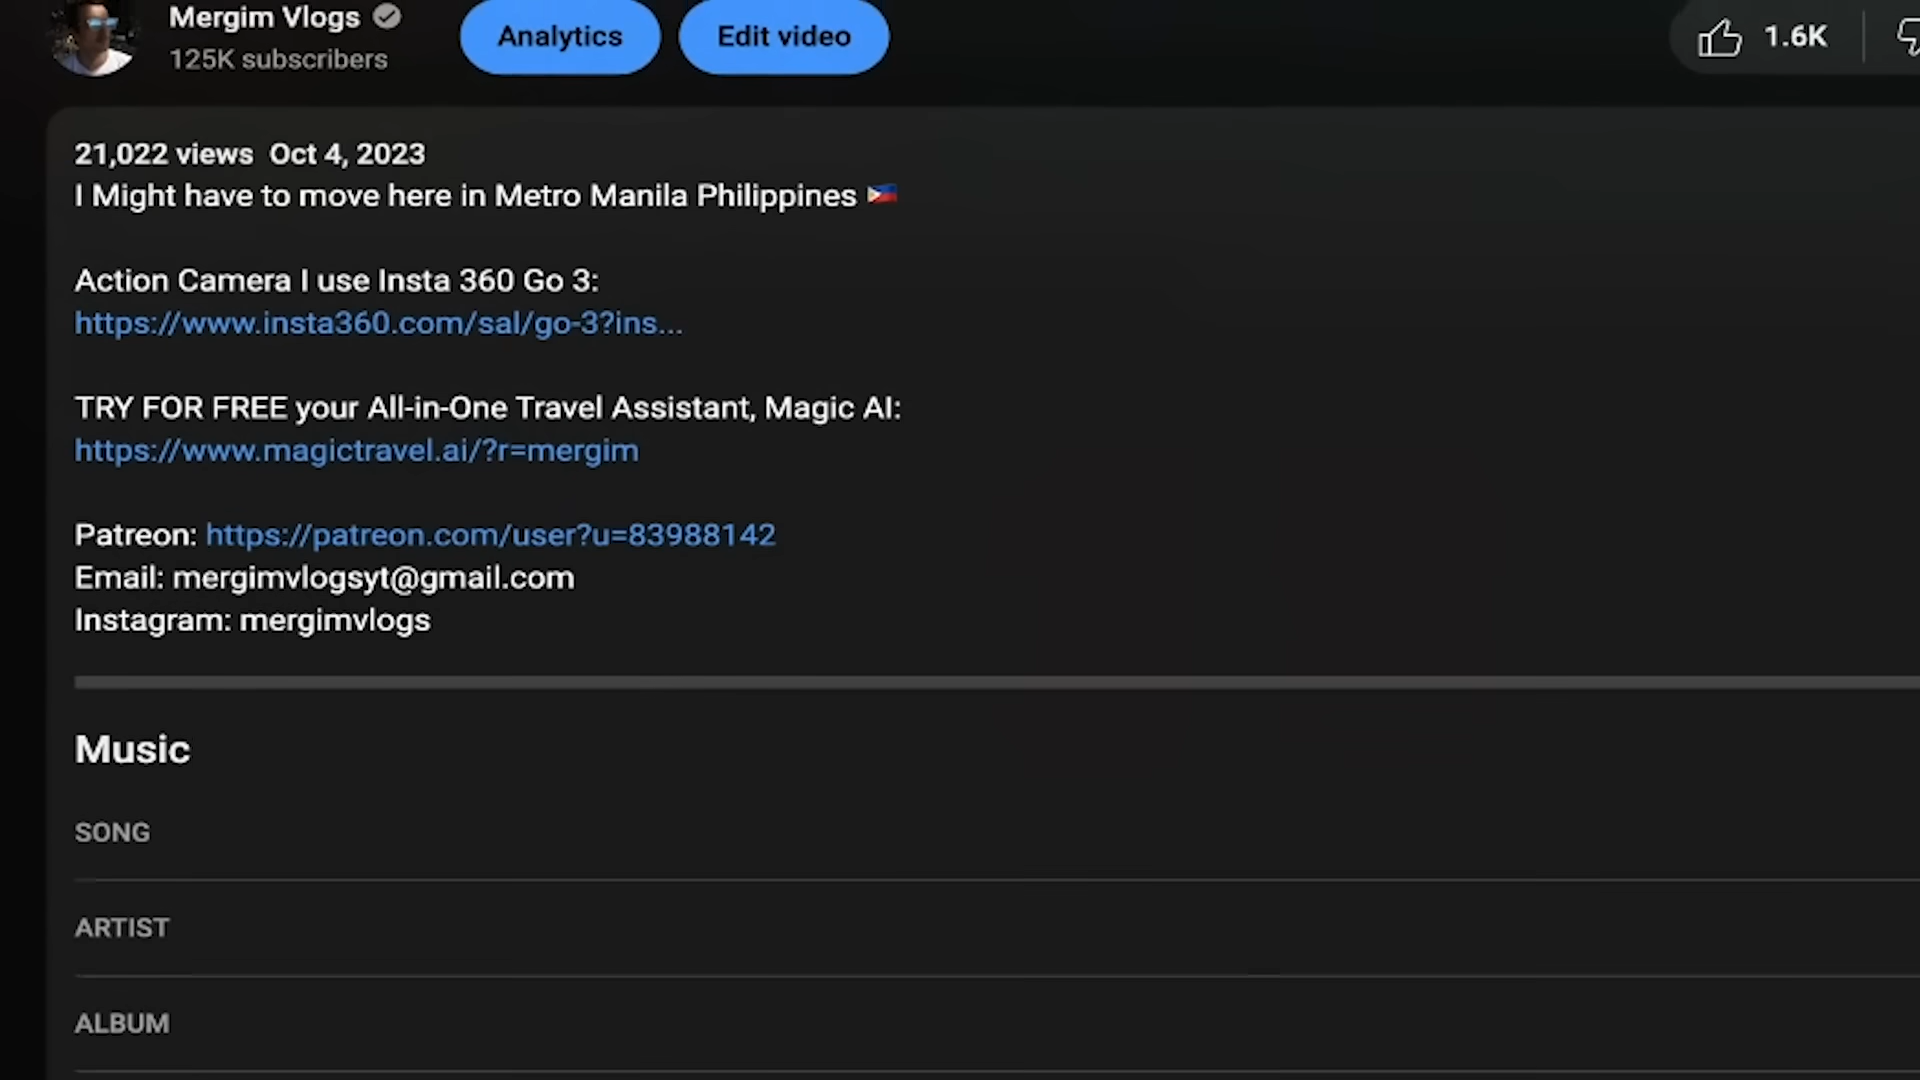 Mergim Vlogs
125K subscribers
Analytics
Edit video
1.6K
21,022 views Oct 4, 2023
I Might have to move here in Metro Manila Philippines 🇵🇭
Action Camera I use Insta 360 Go 3:
https://www.insta360.com/sal/go-3?ins...
TRY FOR FREE your All-in-One Travel Assistant, Magic AI:
https://www.magictravel.ai/?r=mergim
Patreon: https://patreon.com/user?u=83988142
Email: mergimvlogsyt@gmail.com
Instagram: mergimvlogs
Music
SONG
ARTIST
ALBUM